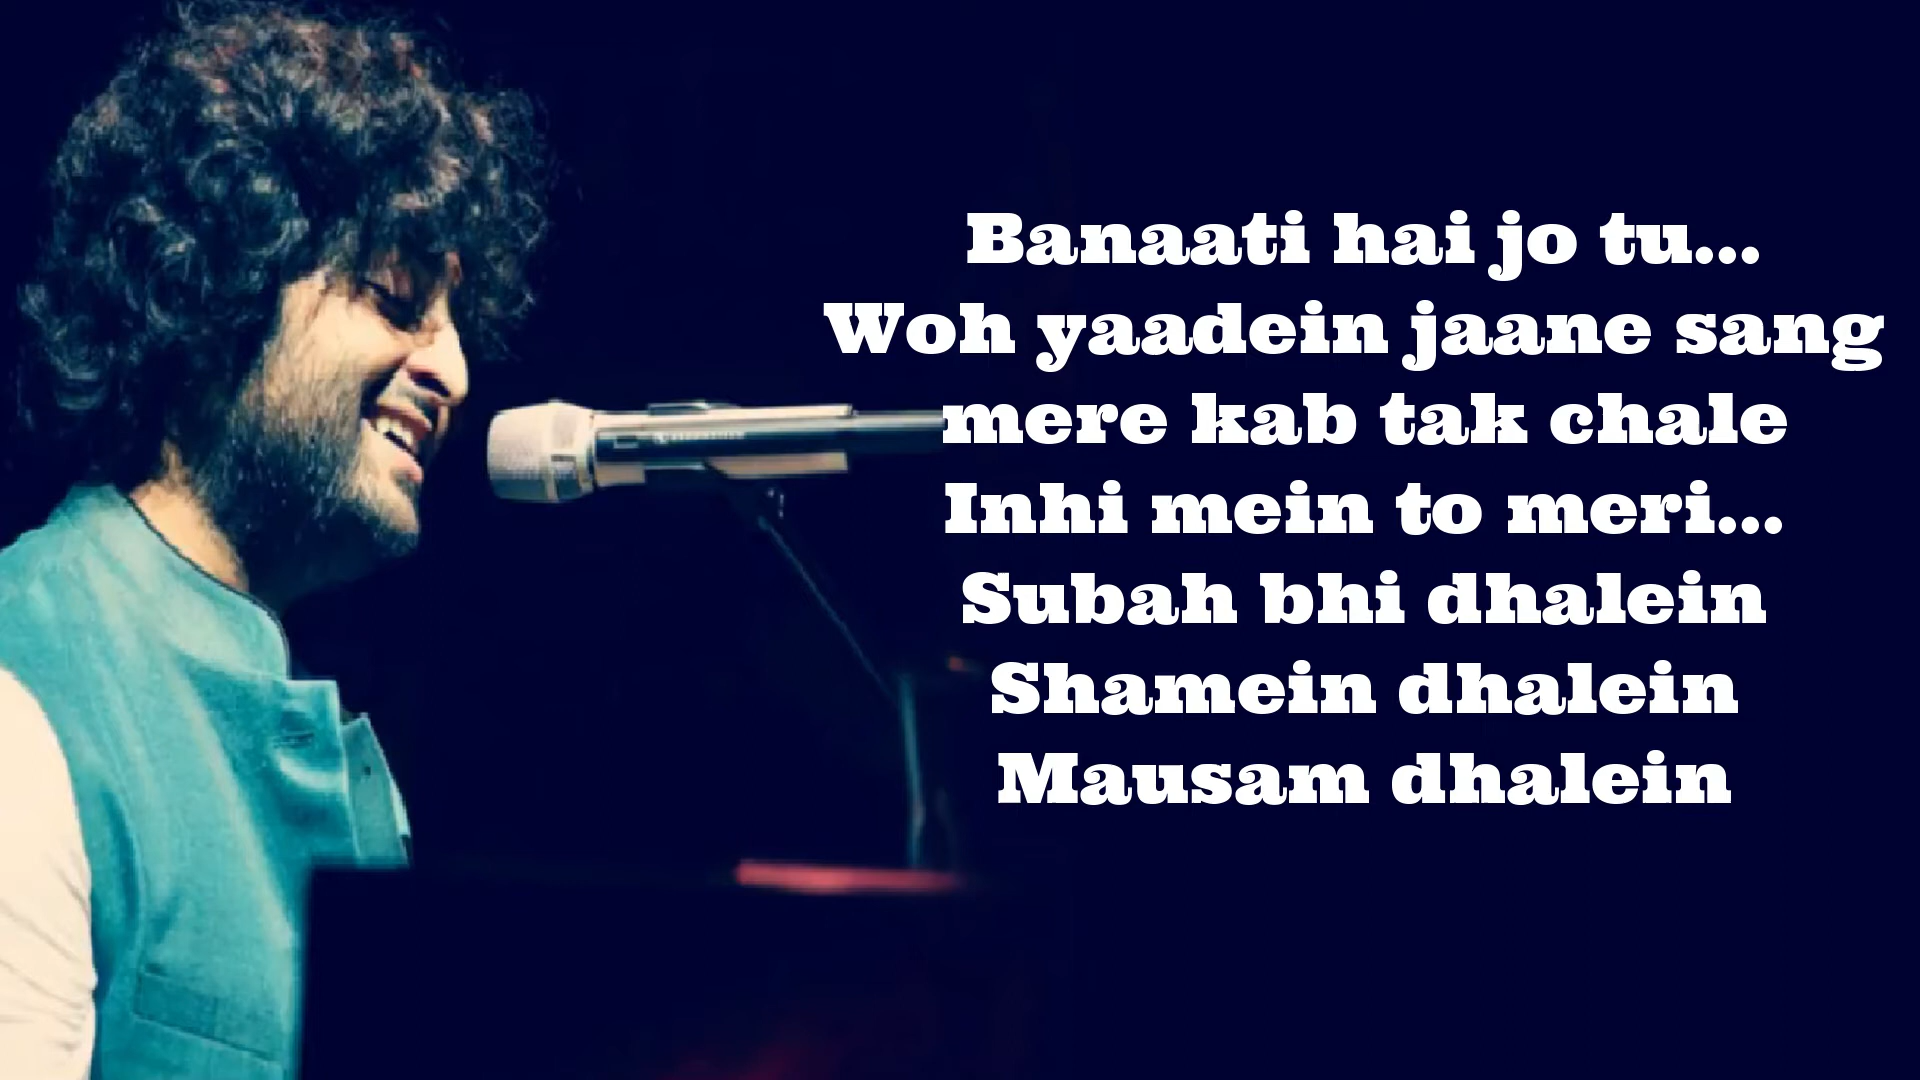 Banaati hai jo tu...
Woh yaadein jaane sang
mere kab tak chale
Inhi mein to meri...
Subah bhi dhalein
Shamein dhalein
Mausam dhalein